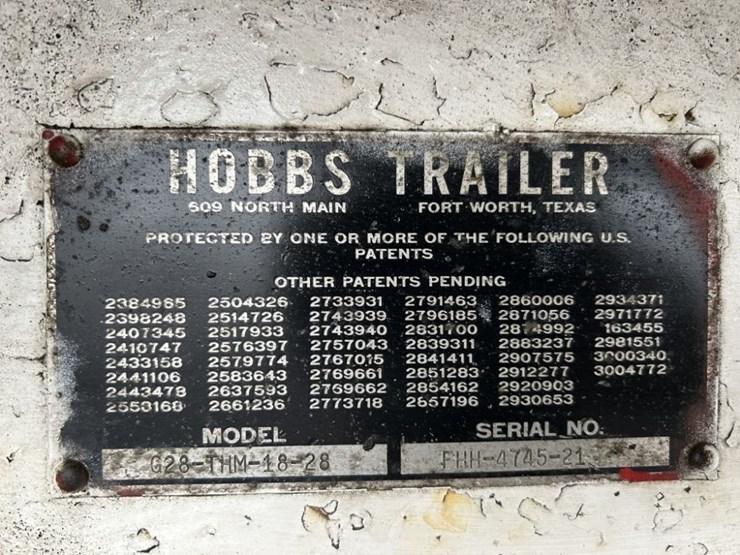 HOBBS TRAILER
609 NORTH MAIN FORT WORTH, TEXAS
PROTECTED BY ONE OR MORE OF THE FOLLOWING U.S.
PATENTS
OTHER PATENTS PENDING
2384965 2504326 2733931 2791463 2860006 2934371
2398248 2514726 2743939 2796185 2871056 2971772
2407345 2517933 2743940 2831700 2874992 163455
2410747 2576397 2757043 2839311 2883237 2981551
2433158 2579774 2767015 2841411 2907575 3000340
2441106 2583643 2769661 2851283 2912277 3004772
2443478 2637593 2769662 2854162 2920903
2553168 2661236 2773718 2857196 2930653
MODEL SERIAL NO.
G28-THM-18-28 FHH-4745-21